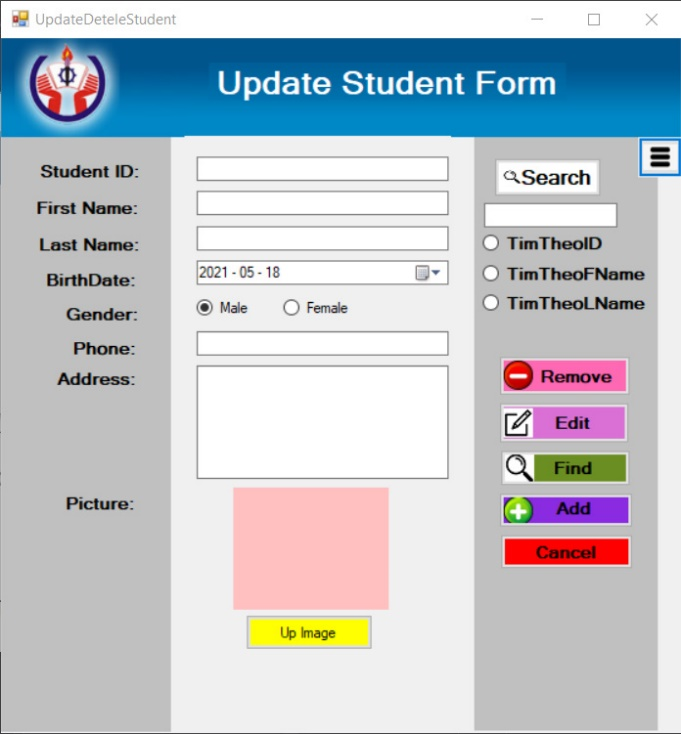 UpdateDeteleStudent
Update Student Form
Student ID:
First Name:
Last Name:
BirthDate:
2021 - 05 - 18
Gender:
Male
Female
Phone:
Address:
Picture:
Up Image
Search
TimTheoID
TimTheoFName
TimTheoLName
Remove
Edit
Find
Add
Cancel